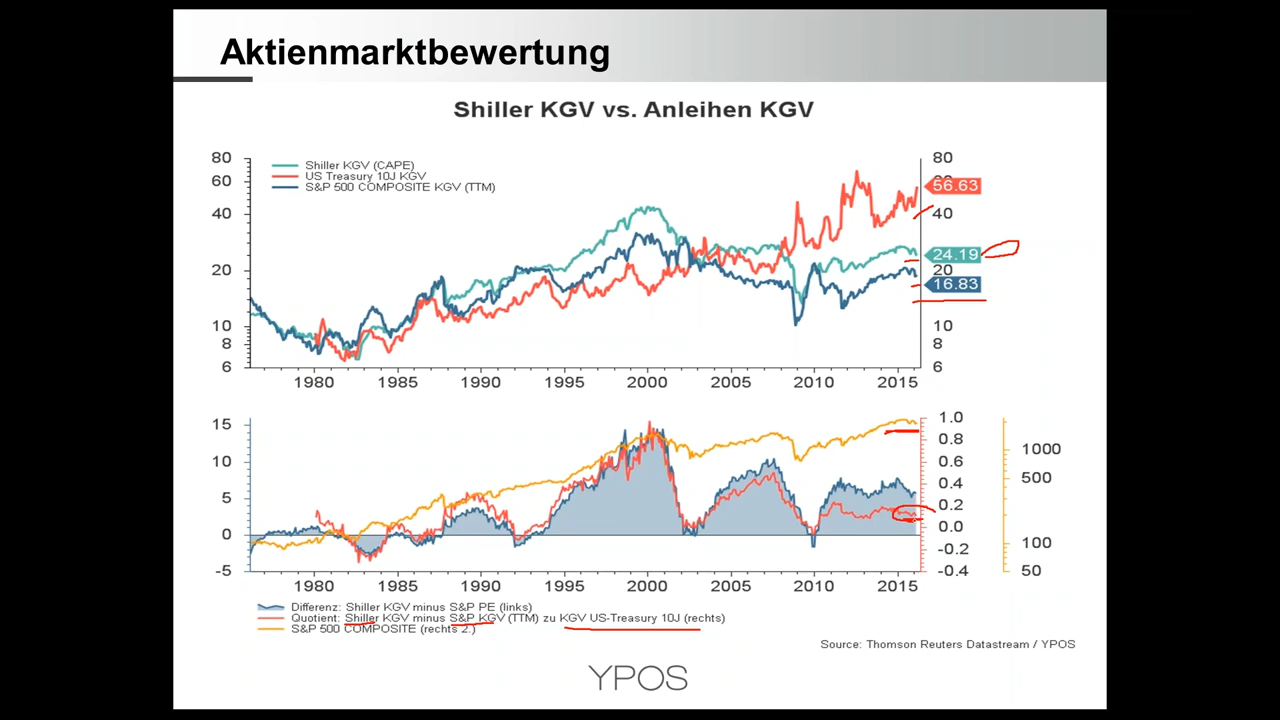 Aktienmarktbewertung
Shiller KGV vs. Anleihen KGV
80
60
40
20
10
8
6
Shiller KGV (CAPE)
US Treasury 10J KGV
S&P 500 COMPOSITE KGV (TTM)
80
60
40
20
10
8
6
56.63
24.19
16.83
1980 1985 1990 1995 2000 2005 2010 2015
15
10
5
0
-5
1.0
0.8
0.6
0.4
0.2
0.0
-0.2
-0.4
1000
500
100
50
1980 1985 1990 1995 2000 2005 2010 2015
Differenz: Shiller KGV minus S&P PE (links)
Quotient: Shiller KGV minus S&P KGV (TTM) zu KGV US-Treasury 10J (rechts)
S&P 500 COMPOSITE (rechts 2.)
Source: Thomson Reuters Datastream / YPOS
YPOS